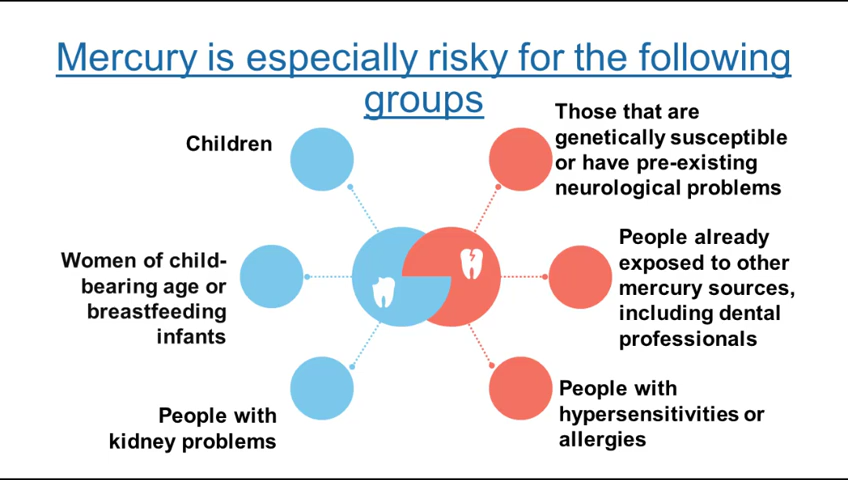 Mercury is especially risky for the following
groups
Children
Women of child-
bearing age or
breastfeeding
infants
People with
kidney problems
Those that are
genetically susceptible
or have pre-existing
neurological problems
People already
exposed to other
mercury sources,
including dental
professionals
People with
hypersensitivities or
allergies